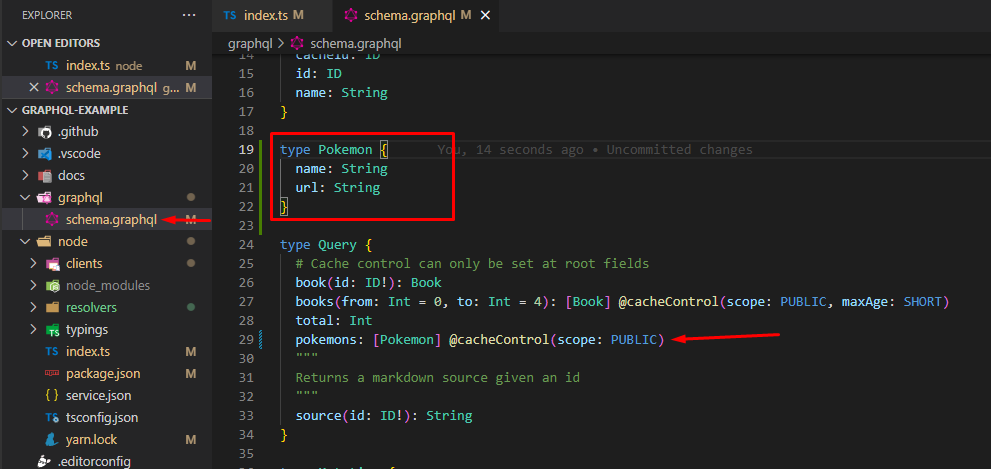 EXPLORER
OPEN EDITORS
TS index.ts node M
schema.graphql g... M
GRAPHQL-EXAMPLE
.github
.vscode
docs
graphql
schema.graphql M
node
clients
node_modules
resolvers
typings
TS index.ts M
package.json M
{} service.json
TS tsconfig.json
yarn.lock M
.editorconfig
TS index.ts M
schema.graphql M
graphql > schema.graphql
14 cacheId: ID
15 id: ID
16 name: String
17 }
18
19 type Pokemon { You, 14 seconds ago • Uncommitted changes
20 name: String
21 url: String
22 }
23
24 type Query {
25 # Cache control can only be set at root fields
26 book(id: ID!): Book
27 books(from: Int = 0, to: Int = 4): [Book] @cacheControl(scope: PUBLIC, maxAge: SHORT)
28 total: Int
29 pokemons: [Pokemon] @cacheControl(scope: PUBLIC)
30 """
31 Returns a markdown source given an id
32 """
33 source(id: ID!): String
34 }
35